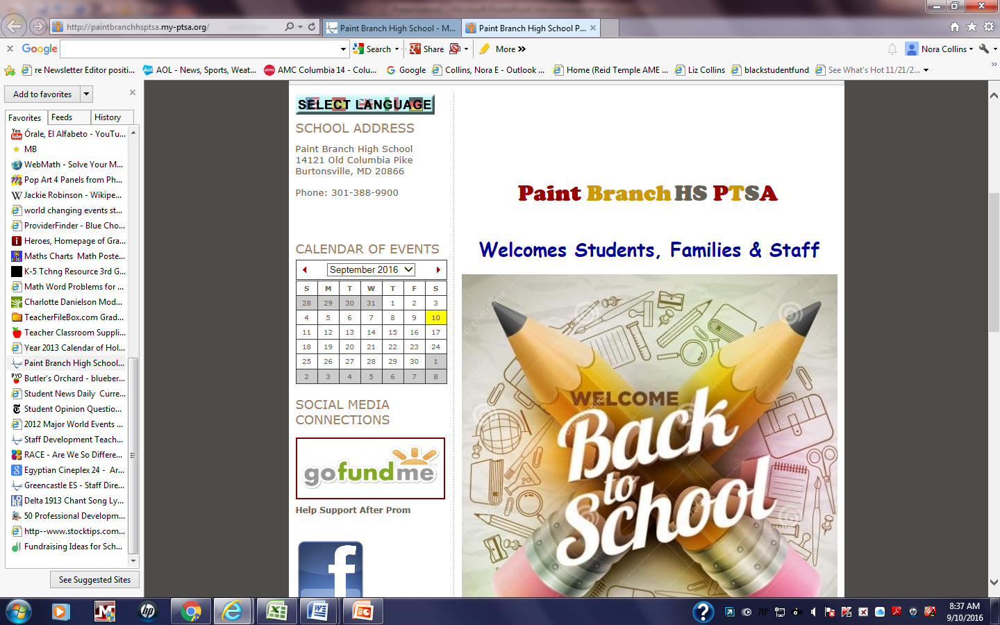 http://paintbranchhsptsa.my-ptsa.org/
Paint Branch High School - M...
Paint Branch High School P...
Google
Search
Share
More »
Nora Collins
re Newsletter Editor positi...
AOL - News, Sports, Weat...
AMC Columbia 14 - Colu...
Google
Collins, Nora E - Outlook ...
Home (Reid Temple AME ...
Liz Collins
blackstudentfund
See What's Hot 11/21/2...
Add to favorites
Favorites
Feeds
History
Órale, El Alfabeto - YouTu...
MB
WebMath - Solve Your M...
Pop Art 4 Panels from Ph...
Jackie Robinson - Wikipe...
world changing events st...
ProviderFinder - Blue Cho...
Heroes, Homepage of Gra...
Maths Charts Math Poste...
K-5 Tchng Resource 3rd G...
Math Word Problems for ...
Charlotte Danielson Mod...
TeacherFileBox.com Grad...
Teacher Classroom Suppli...
Year 2013 Calendar of Hol...
Paint Branch High School...
Butler's Orchard - blueber...
Student News Daily Curre...
Student Opinion Questio...
2012 Major World Events ...
Staff Development Teach...
RACE - Are We So Differe...
Egyptian Cineplex 24 - Ar...
Greencastle ES - Staff Dire...
Delta 1913 Chant Song Ly...
50 Professional Developm...
http--www.stocktips.com...
Fundraising Ideas for Sch...
See Suggested Sites
SELECT LANGUAGE
SCHOOL ADDRESS
Paint Branch High School
14121 Old Columbia Pike
Burtonsville, MD 20866
Phone: 301-388-9900
CALENDAR OF EVENTS
September 2016
S M T W T F S
28 29 30 31 1 2 3
4 5 6 7 8 9 10
11 12 13 14 15 16 17
18 19 20 21 22 23 24
25 26 27 28 29 30 1
2 3 4 5 6 7 8
SOCIAL MEDIA
CONNECTIONS
gofundme
Help Support After Prom
f
Paint Branch HS PTSA
Welcomes Students, Families & Staff
WELCOME
Back
to
School
78°
8:37 AM
9/10/2016